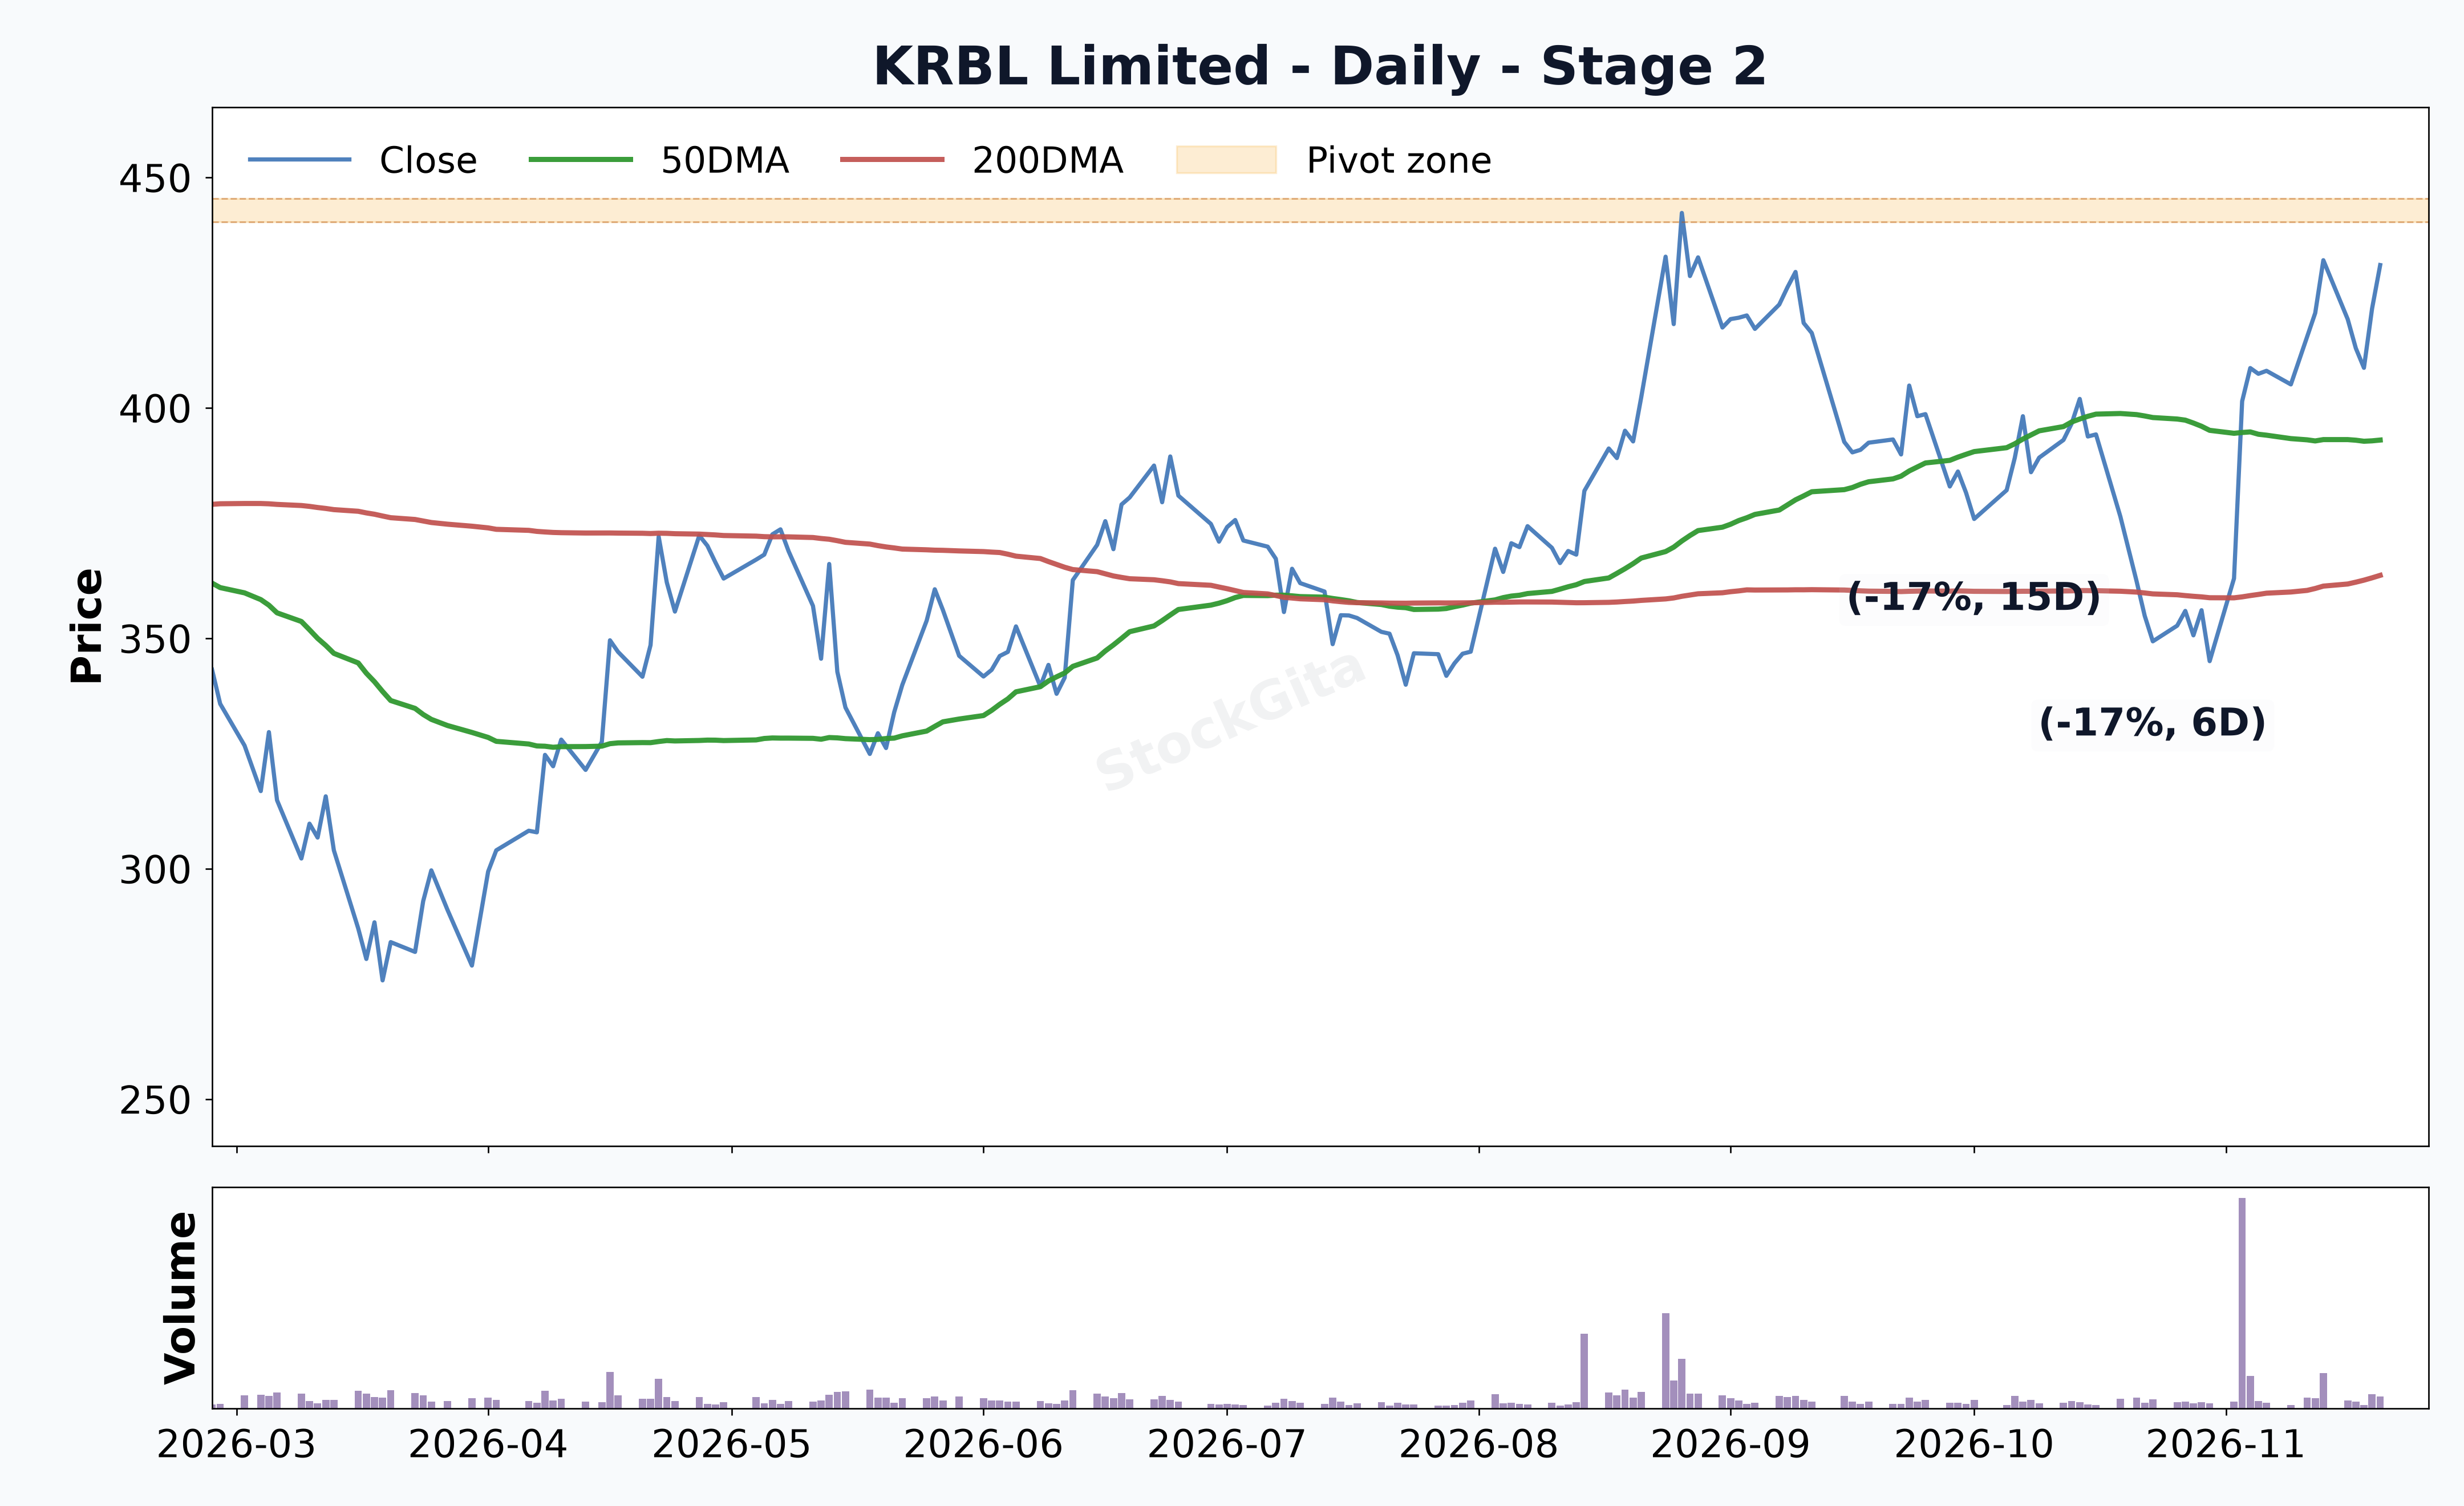 KRBL Limited - Daily - Stage 2
Close 50DMA 200DMA Pivot zone
450
400
350
300
250
Price
(-17%, 15D)
(-17%, 6D)
StockGita
Volume
2026-03 2026-04 2026-05 2026-06 2026-07 2026-08 2026-09 2026-10 2026-11